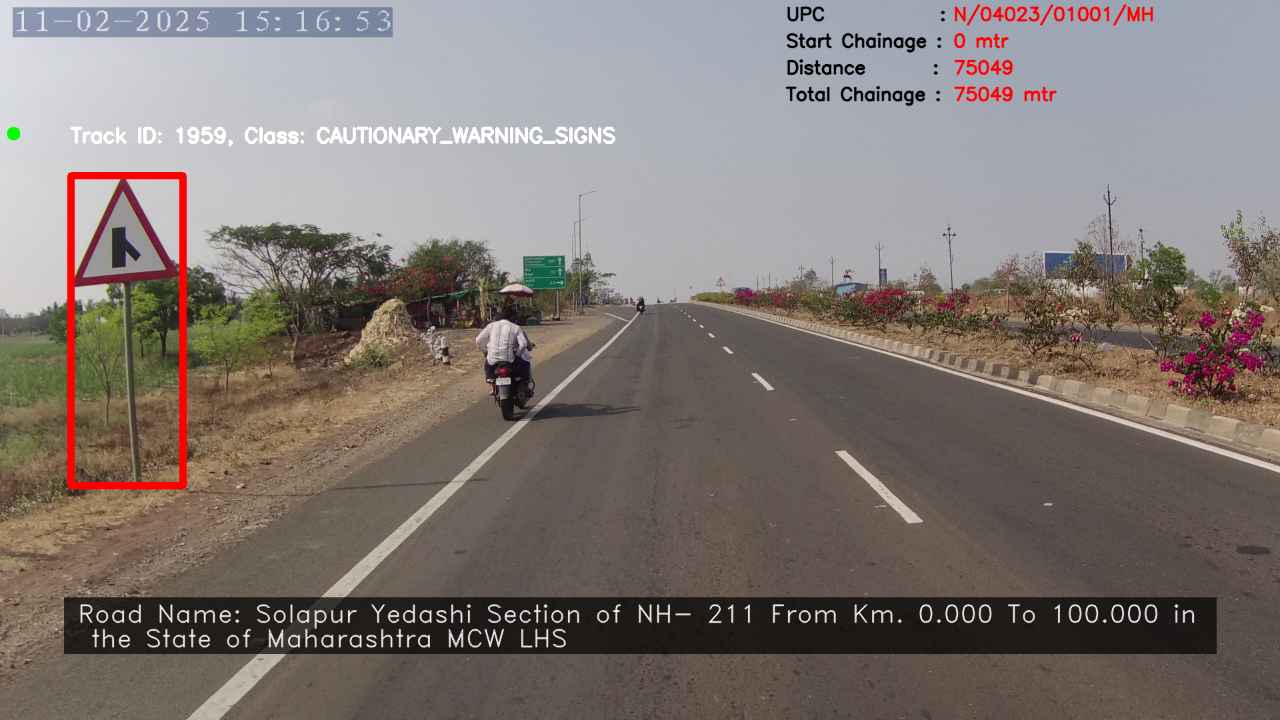 11-02-2025 15:16:53
UPC : N/04023/01001/MH
Start Chainage : 0 mtr
Distance : 75049
Total Chainage : 75049 mtr
Track ID: 1959, Class: CAUTIONARY_WARNING_SIGNS
Road Name: Solapur Yedashi Section of NH- 211 From Km. 0.000 To 100.000 in
the State of Maharashtra MCW LHS